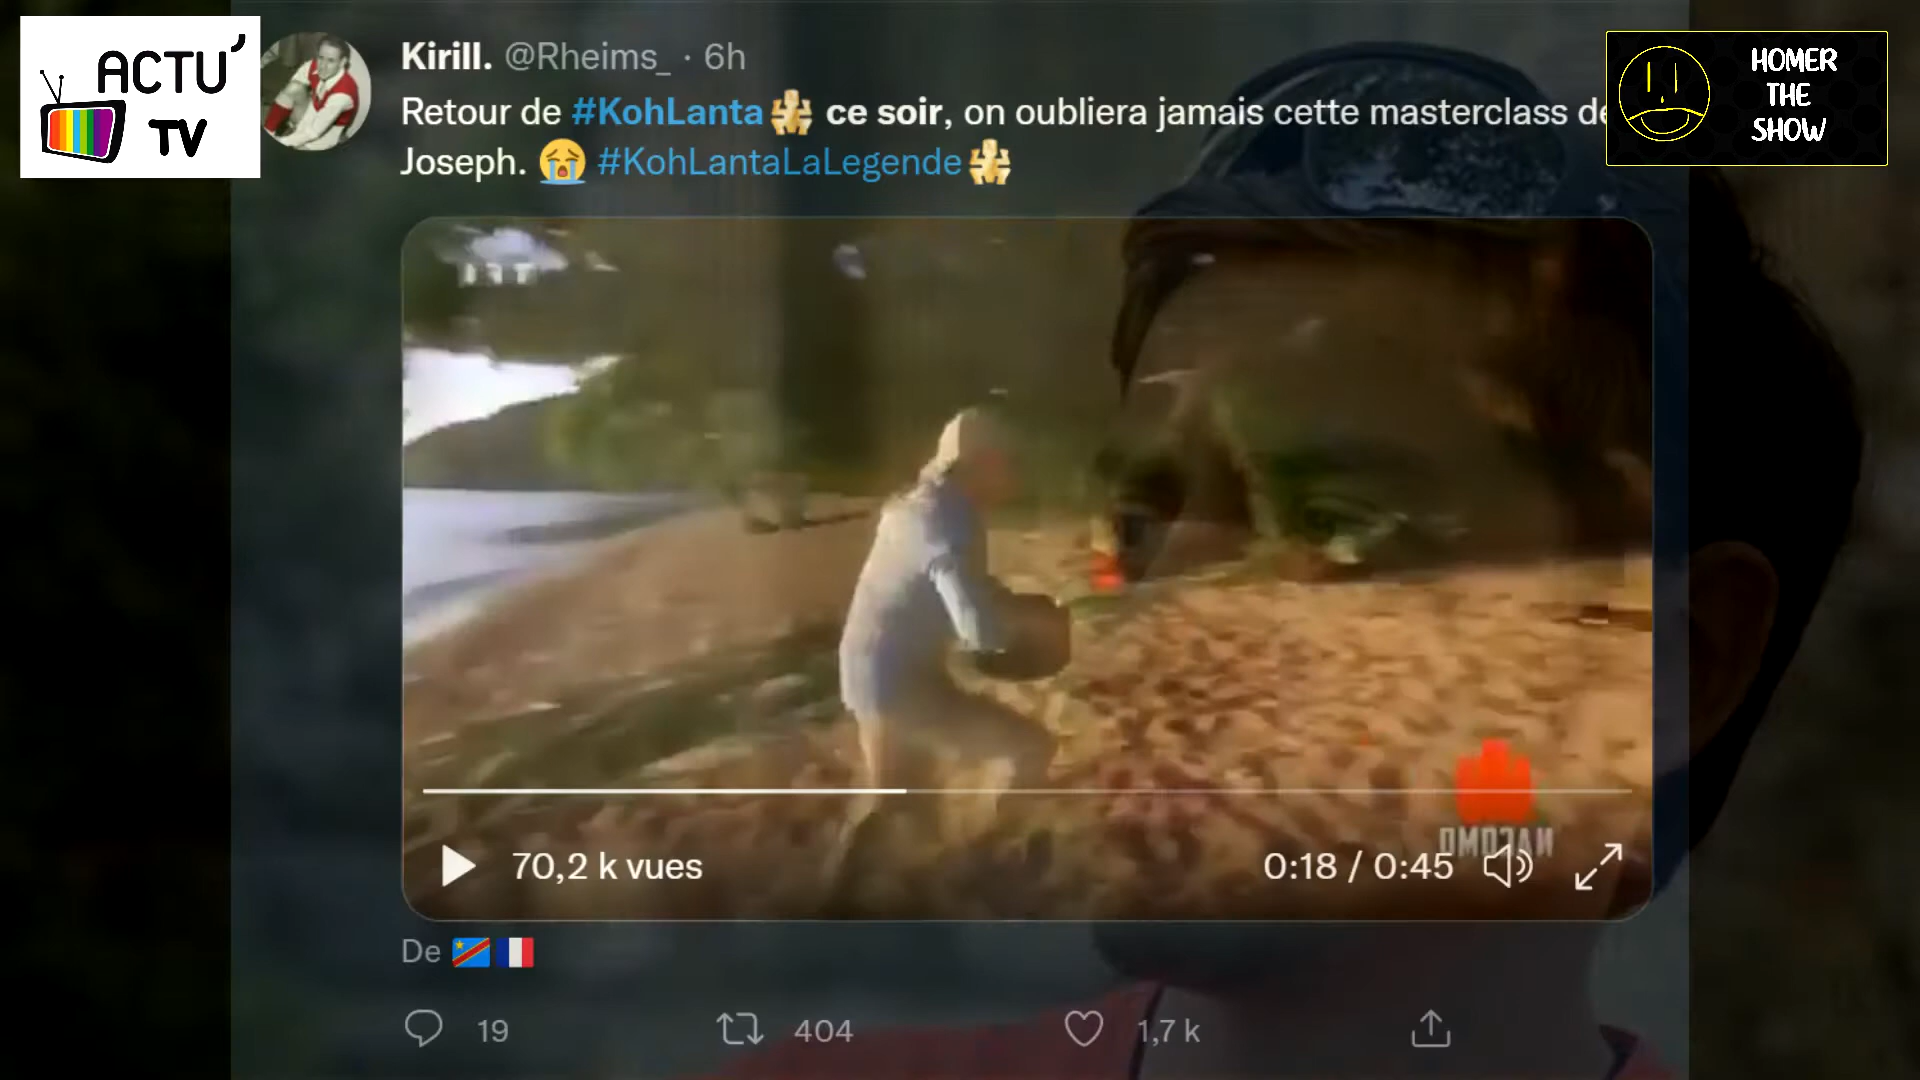 ACTU'
TV
Kirill. @Rheims_ · 6h
Retour de #KohLanta ce soir, on oubliera jamais cette masterclass de
Joseph. 😭 #KohLantaLaLegende
HOMER
THE
SHOW
70,2 k vues
0:18 / 0:45
De 🇨🇩🇫🇷
19
404
1,7 k